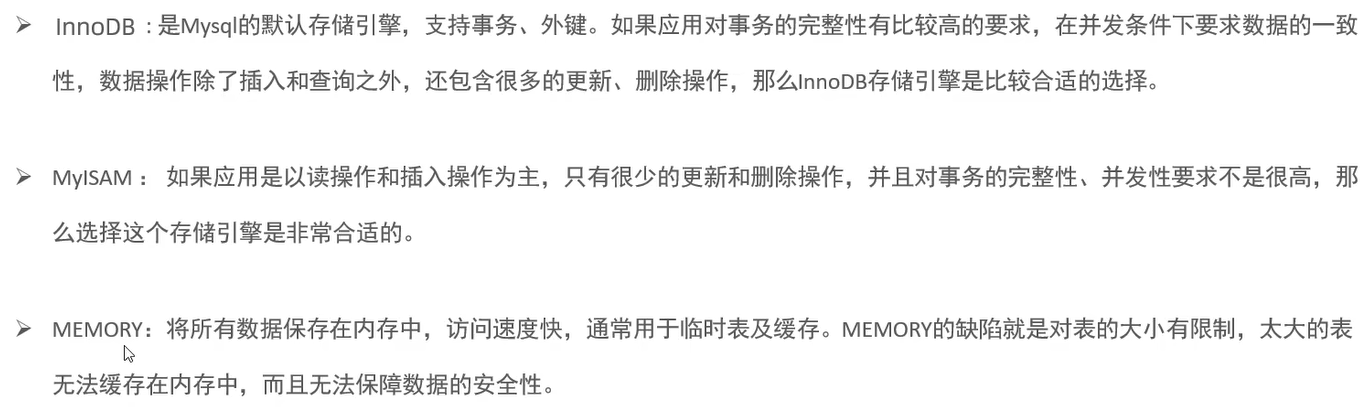 ➢ InnoDB : 是Mysql的默认存储引擎，支持事务、外键。如果应用对事务的完整性有比较高的要求，在并发条件下要求数据的一致
性，数据操作除了插入和查询之外，还包含很多的更新、删除操作，那么InnoDB存储引擎是比较合适的选择。
➢ MyISAM ： 如果应用是以读操作和插入操作为主，只有很少的更新和删除操作，并且对事务的完整性、并发性要求不是很高，那
么选择这个存储引擎是非常合适的。
➢ MEMORY：将所有数据保存在内存中，访问速度快，通常用于临时表及缓存。MEMORY的缺陷就是对表的大小有限制，太大的表
无法缓存在内存中，而且无法保障数据的安全性。